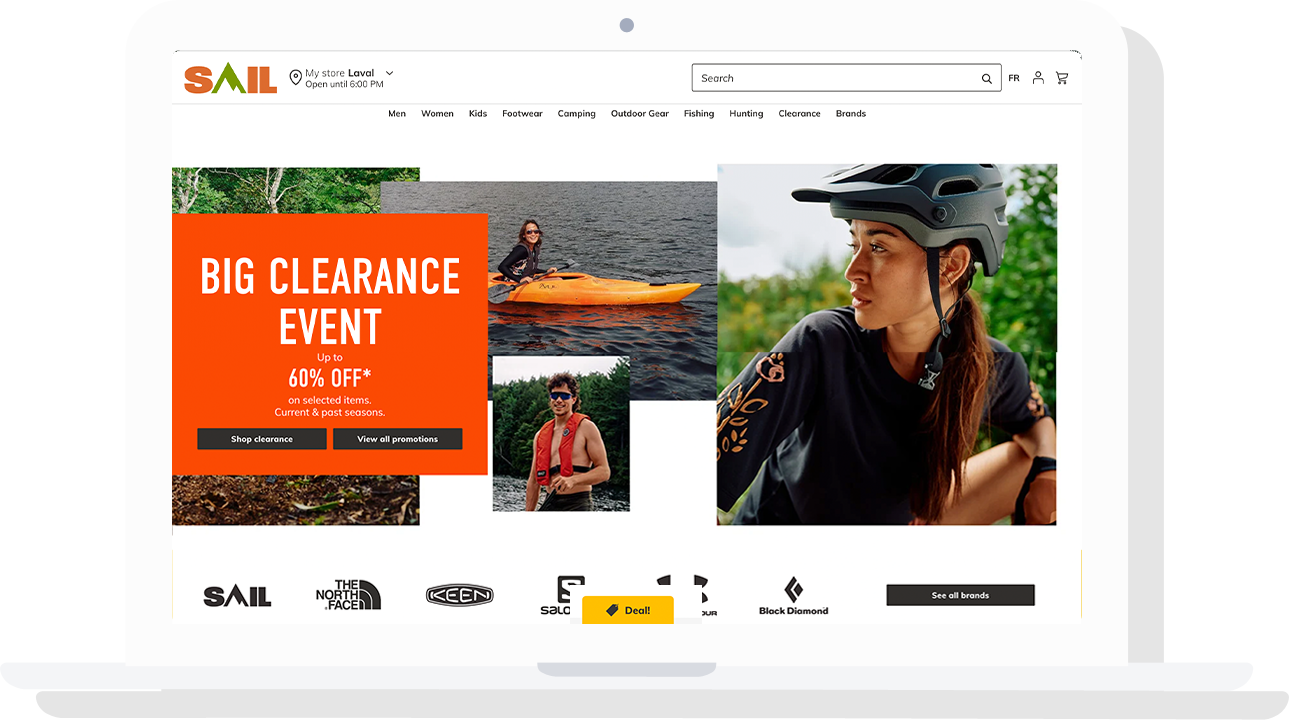 SAIL
My store Laval
Open until 6:00 PM
Search
FR
Men Women Kids Footwear Camping Outdoor Gear Fishing Hunting Clearance Brands
BIG CLEARANCE
EVENT
Up to
60% OFF*
on selected items.
Current & past seasons.
Shop clearance
View all promotions
SAIL
THE
NORTH
FACE
KEEN
SALO
OUR
Black Diamond
See all brands
Deal!